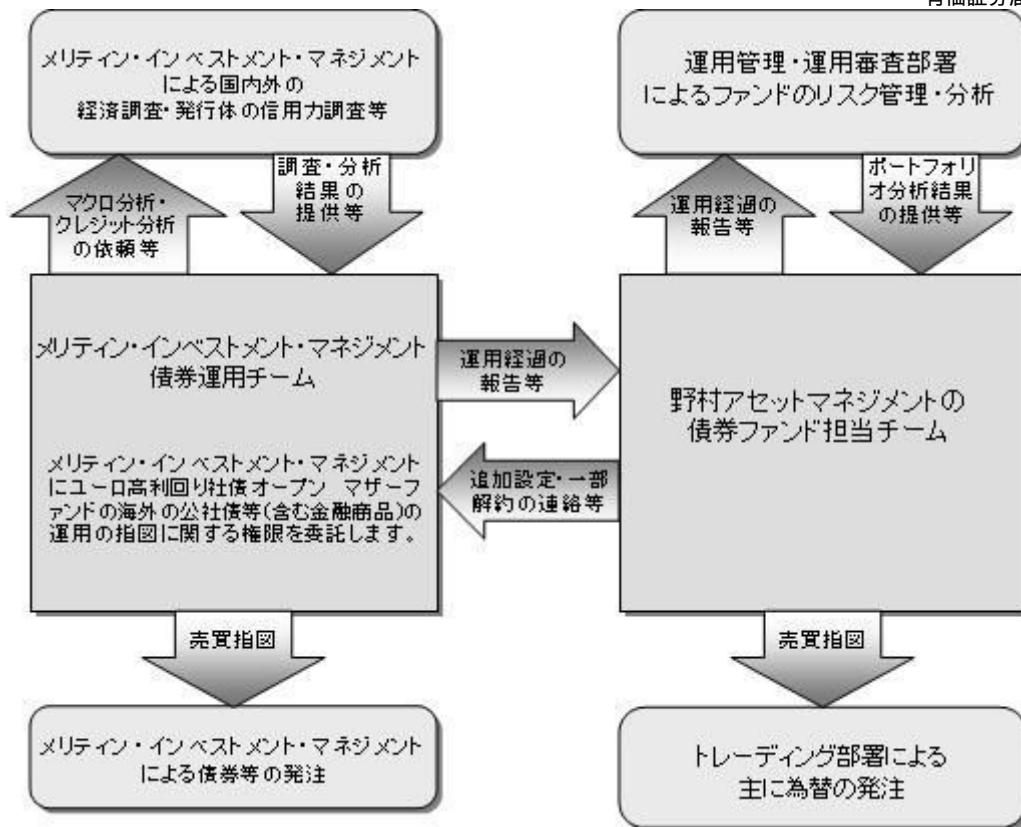 メリティン・インベストメント・マネジメント
による国内外の
経済調査・発行体の信用力調査等
運用管理・運用審査部署
によるファンドのリスク管理・分析
マクロ分析・
クレジット分析
の依頼等
調査・分析
結果の
提供等
運用経過の
報告等
ポートフォリ
オ分析結果
の提供等
メリティン・インベストメント・マネジメント
債券運用チーム
メリティン・インベストメント・マネジメント
にユーロ高利回り社債オープン マザーフ
ァンドの海外の公社債等(含む金融商品)の
運用の指図に関する権限を委託します。
運用経過の
報告等
追加設定・一部
解約の連絡等
野村アセットマネジメントの
債券ファンド担当チーム
売買指図
売買指図
メリティン・インベストメント・マネジメント
による債券等の発注
トレーディング部署による
主に為替の発注